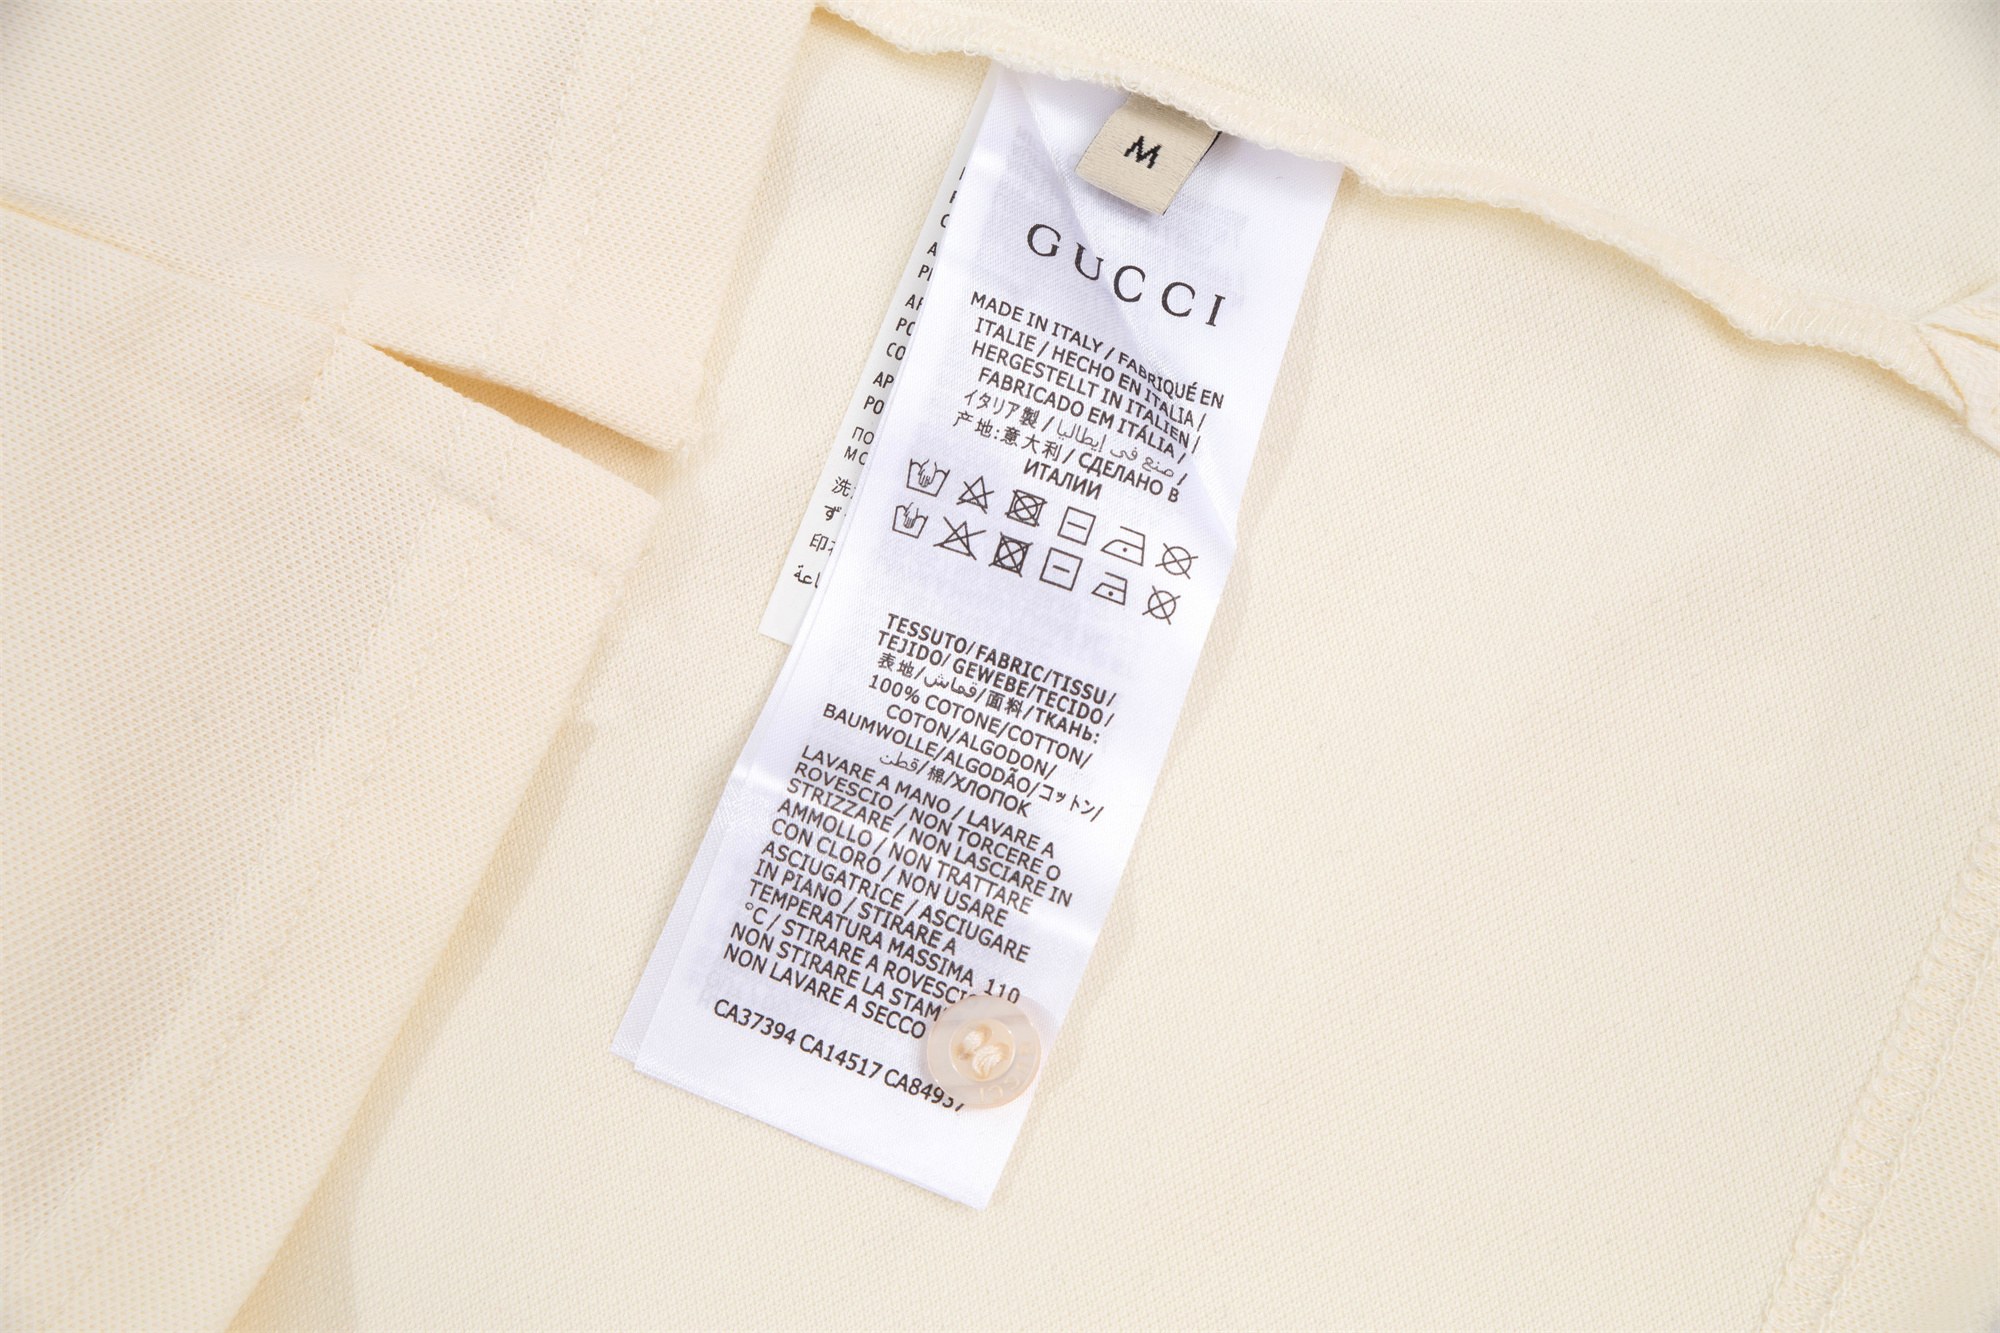 M
GUCCI
MADE IN ITALY / FABRIQUÉ EN
ITALIE / HECHO EN ITALIA /
HERGESTELLT IN ITALIEN /
FABRICADO EM ITÁLIA /
イタリア製 / صنع في إيطاليا /
产地:意大利 / СДЕЛАНО В
ИТАЛИИ
TESSUTO/FABRIC/TISSU/
TEJIDO/GEWEBE/TECIDO/
表地/قماش/面料/ТКАНЬ:
100% COTONE/COTTON/
COTON/ALGODON/
BAUMWOLLE/ALGODÃO/コットン/
قطن/棉/ХЛОПОК
LAVARE A MANO / LAVARE A
ROVESCIO / NON TORCERE O
STRIZZARE / NON LASCIARE IN
AMMOLLO / NON TRATTARE
CON CLORO / NON USARE
ASCIUGATRICE / ASCIUGARE
IN PIANO / STIRARE A
TEMPERATURA MASSIMA 110
°C / STIRARE A ROVESCIO
NON STIRARE LA STAM
NON LAVARE A SECCO
CA37394 CA14517 CA84937